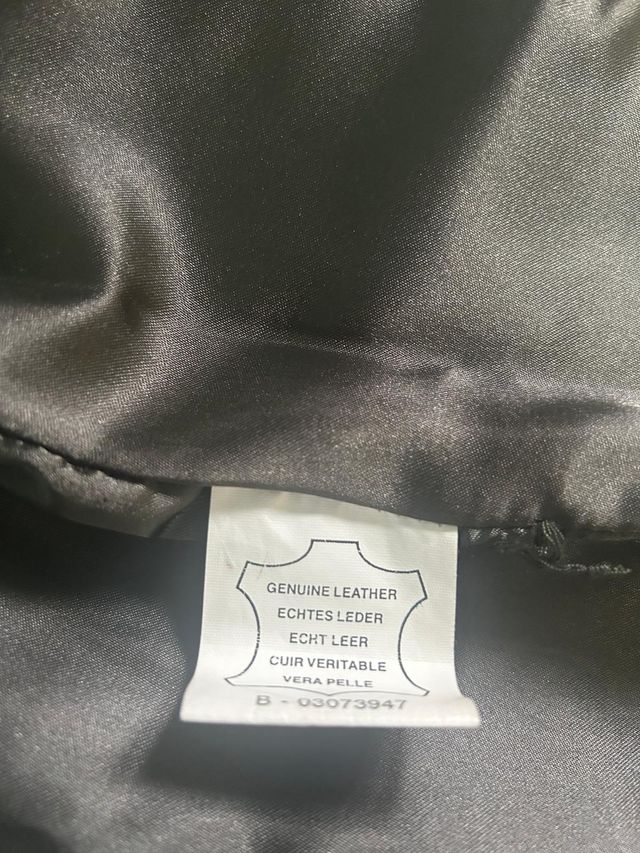 GENUINE LEATHER
ECHTES LEDER
ECHT LEER
CUIR VERITABLE
VERA PELLE
B - 03073947